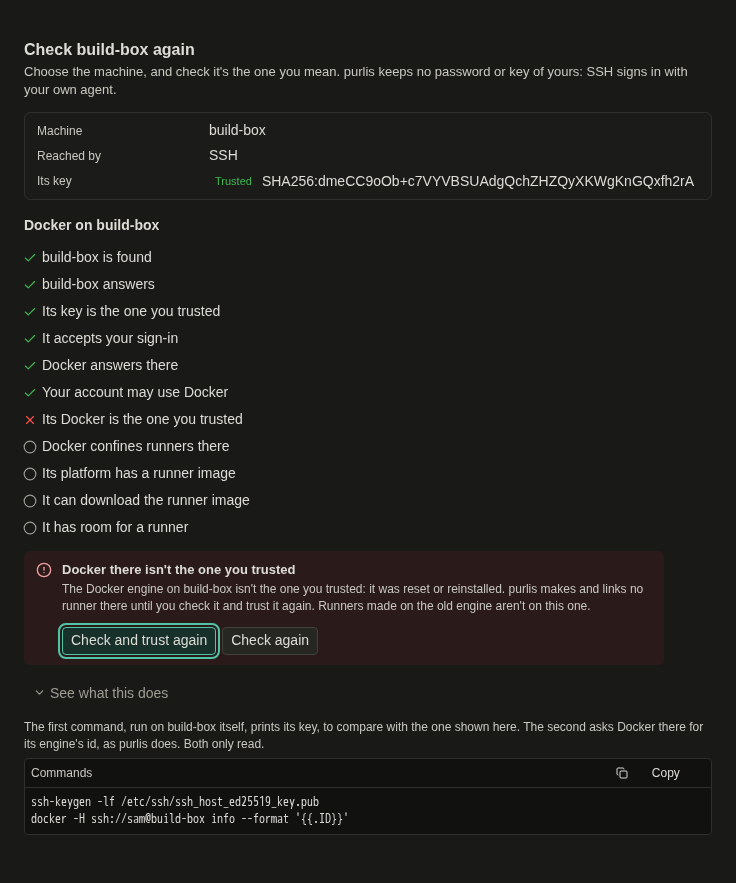 Check build-box again
Choose the machine, and check it's the one you mean. purlis keeps no password or key of yours: SSH signs in with
your own agent.
Machine build-box
Reached by SSH
Its key Trusted SHA256:dmeCC9oOb+c7VYVBSUAdgQchZHZQyXKWgKnGQxfh2rA
Docker on build-box
build-box is found
build-box answers
Its key is the one you trusted
It accepts your sign-in
Docker answers there
Your account may use Docker
Its Docker is the one you trusted
Docker confines runners there
Its platform has a runner image
It can download the runner image
It has room for a runner
Docker there isn't the one you trusted
The Docker engine on build-box isn't the one you trusted: it was reset or reinstalled. purlis makes and links no
runner there until you check it and trust it again. Runners made on the old engine aren't on this one.
Check and trust again Check again
See what this does
The first command, run on build-box itself, prints its key, to compare with the one shown here. The second asks Docker there for
its engine's id, as purlis does. Both only read.
Commands Copy
ssh-keygen -lf /etc/ssh/ssh_host_ed25519_key.pub
docker -H ssh://sam@build-box info --format '{{.ID}}'